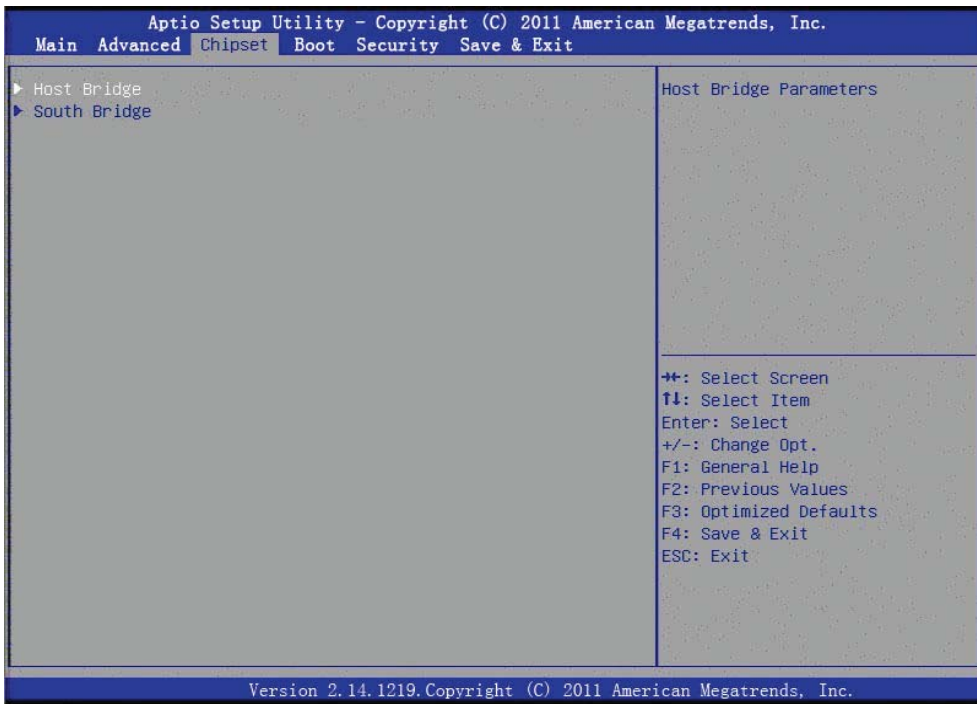 Aptio Setup Utility - Copyright (C) 2011 American Megatrends, Inc.
Main Advanced Chipset Boot Security Save & Exit
▶ Host Bridge
▶ South Bridge
Host Bridge Parameters
→←: Select Screen
↑↓: Select Item
Enter: Select
+/-: Change Opt.
F1: General Help
F2: Previous Values
F3: Optimized Defaults
F4: Save & Exit
ESC: Exit
Version 2.14.1219.Copyright (C) 2011 American Megatrends, Inc.